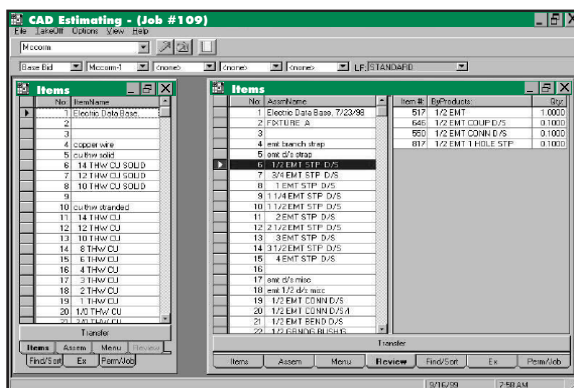 CAD Estimating - (Job #109)
File TakeOff Options View Help
Mccorm
Base Bid Mccorm-1 <none> <none> <none> LF: STANDARD
Items
No: ItemName
1 Electric Data Base,
2
3
4 copper wire
5 cu thw solid
6 14 THW CU SOLID
7 12 THW CU SOLID
8 10 THW CU SOLID
9
10 cu thw stranded
11 14 THW CU
12 12 THW CU
13 10 THW CU
14 8 THW CU
15 6 THW CU
16 4 THW CU
17 3 THW CU
18 2 THW CU
19 1 THW CU
20 1/0 THW CU
21 2/0 THW CU
Transfer
Items Assem Menu Review
Find/Sort Ex Perm/Job
Items
No: AssmName
1 Electric Data Base, 7/23/98
2 FIXTURE A
3
4 emt branch strap
5 emt d/s strap
6 1/2 EMT STP D/S
7 3/4 EMT STP D/S
8 1 EMT STP D/S
9 1 1/4 EMT STP D/S
10 1 1/2 EMT STP D/S
11 2 EMT STP D/S
12 2 1/2 EMT STP D/S
13 3 EMT STP D/S
14 3 1/2 EMT STP D/S
15 4 EMT STP D/S
16
17 emt d/s misc
18 emt 1/2 d/s misc
19 1/2 EMT CONN D/S
20 1/2 EMT CONN D/S
21 1/2 EMT BEND D/S
22 1/2 GRNDG BUSH
Item #: ByProducts: Qty:
517 1/2 EMT 1.0000
646 1/2 EMT COUP D/S 0.1000
550 1/2 EMT CONN D/S 0.1000
817 1/2 EMT 1 HOLE STP 0.1000
Transfer
Items Assem Menu Review Find/Sort Ex Perm/Job
9/16/99 7:58 AM